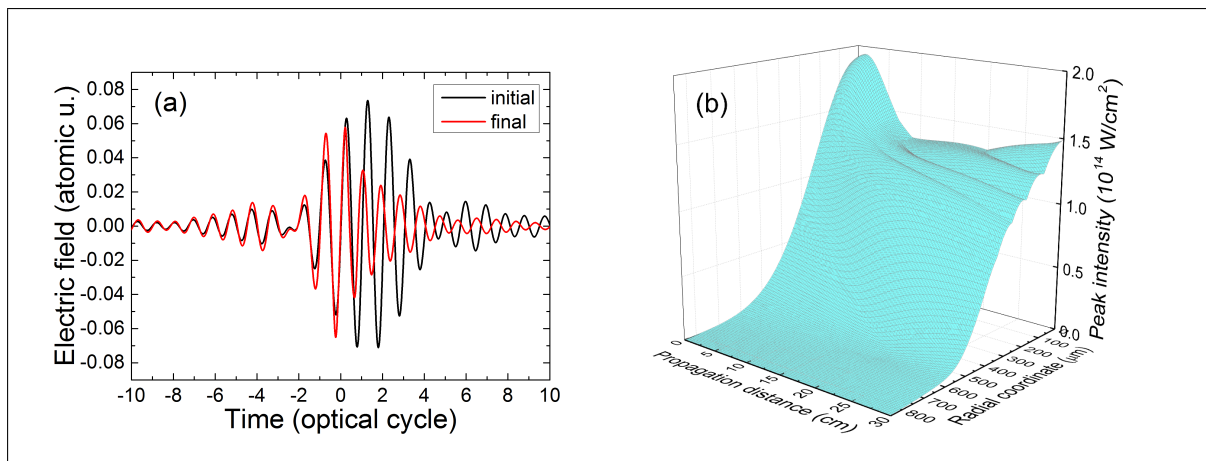 (a)
initial
final
0.08
0.06
0.04
0.02
0.00
-0.02
-0.04
-0.06
-0.08
Electric field (atomic u.)
-10 -8 -6 -4 -2 0 2 4 6 8 10
Time (optical cycle)
(b)
2.0
1.5
1.0
0.5
0.0
Peak intensity (10¹⁴ W/cm²)
0 5 10 15 20 25 30
Propagation distance (cm)
100 200 300 400 500 600 700 800
Radial coordinate (μm)